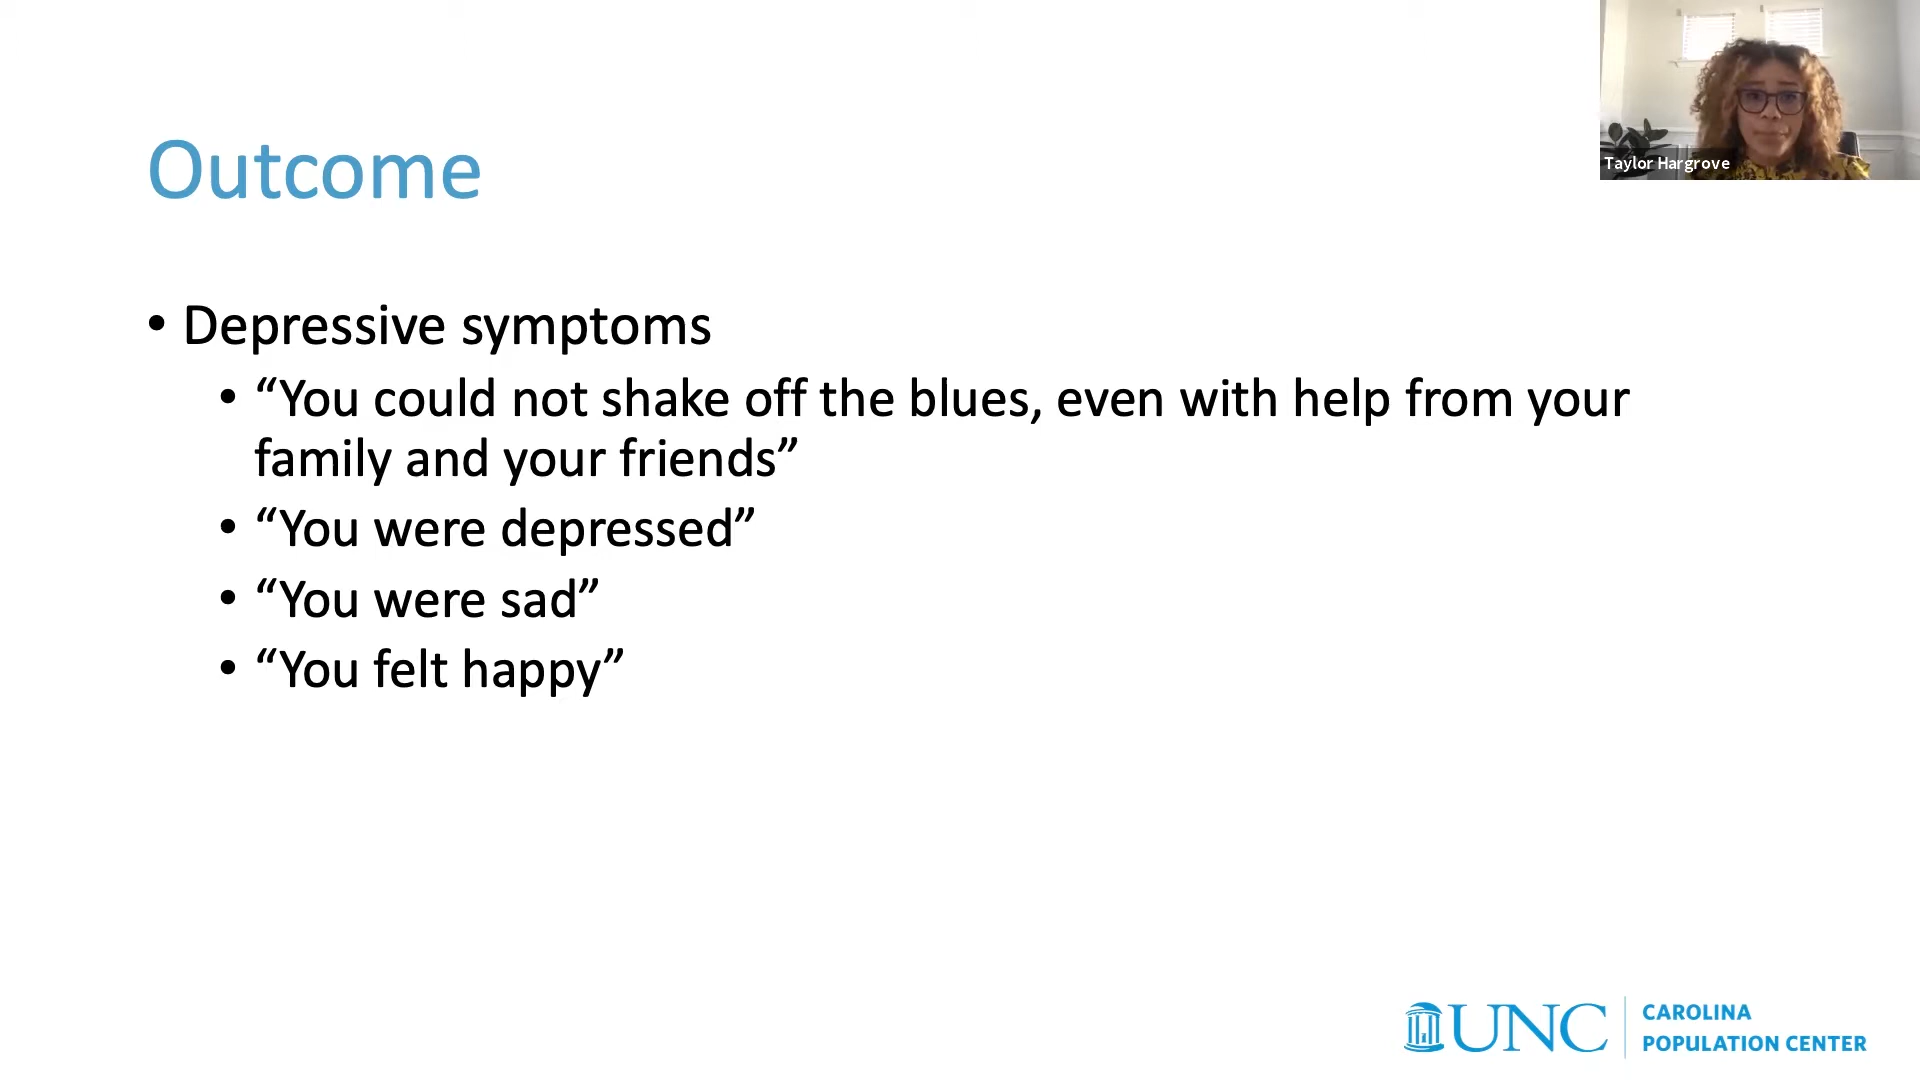 Taylor Hargrove
Outcome
• Depressive symptoms
• “You could not shake off the blues, even with help from your
family and your friends”
• “You were depressed”
• “You were sad”
• “You felt happy”
UNC
CAROLINA
POPULATION CENTER